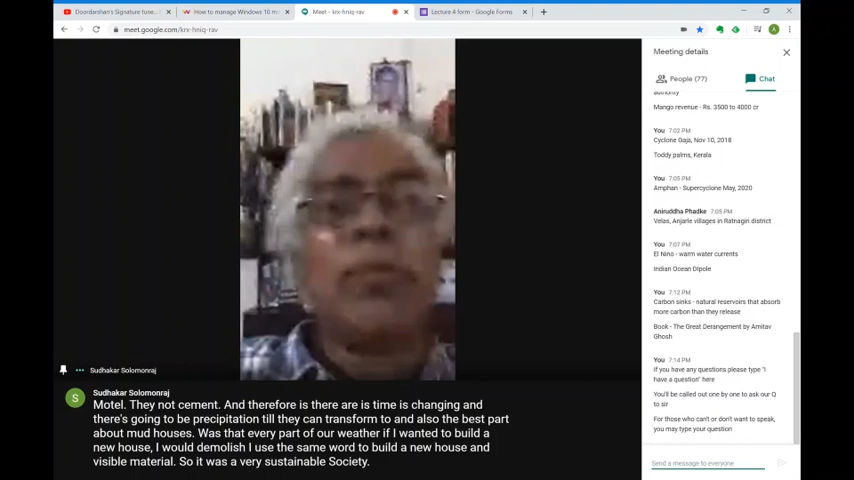 Doordarshan's Signature tune...
How to manage Windows 10 n
Meet - krx-hniq-rav
Lecture 4 form - Google Forms
meet.google.com/krx-hniq-rav
Meeting details
People (77)
Chat
authority
Mango revenue - Rs. 3500 to 4000 cr
You 7:02 PM
Cyclone Gaja, Nov 10, 2018
Toddy palms, Kerala
You 7:05 PM
Amphan - Supercyclone May, 2020
Aniruddha Phadke 7:05 PM
Velas, Anjarle villages in Ratnagiri district
You 7:07 PM
El Nino - warm water currents
Indian Ocean Dipole
You 7:12 PM
Carbon sinks - natural reservoirs that absorb
more carbon than they release
Book - The Great Derangement by Amitav
Ghosh
You 7:14 PM
If you have any questions please type "I
have a question" here
You'll be called out one by one to ask our Q
to sir
For those who can't or don't want to speak,
you may type your question
Send a message to everyone
Sudhakar Solomonraj
S
Sudhakar Solomonraj
Motel. They not cement. And therefore is there are is time is changing and
there's going to be precipitation till they can transform to and also the best part
about mud houses. Was that every part of our weather if I wanted to build a
new house, I would demolish I use the same word to build a new house and
visible material. So it was a very sustainable Society.